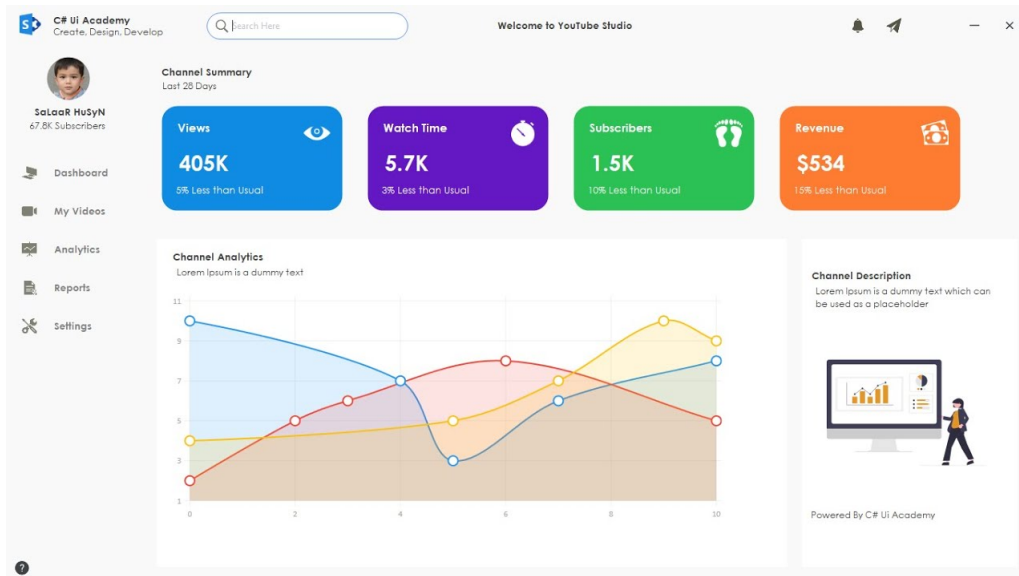 C# Ui Academy
Create, Design, Develop
Search Here
Welcome to YouTube Studio
SaLaaR HuSyN
67.8K Subscribers
Dashboard
My Videos
Analytics
Reports
Settings
Channel Summary
Last 28 Days
Views
405K
5% Less than Usual
Watch Time
5.7K
3% Less than Usual
Subscribers
1.5K
10% Less than Usual
Revenue
$534
15% Less than Usual
Channel Analytics
Lorem Ipsum is a dummy text
11
9
7
5
3
1
0 2 4 6 8 10
Channel Description
Lorem Ipsum is a dummy text which can
be used as a placeholder
Powered By C# Ui Academy
S
?